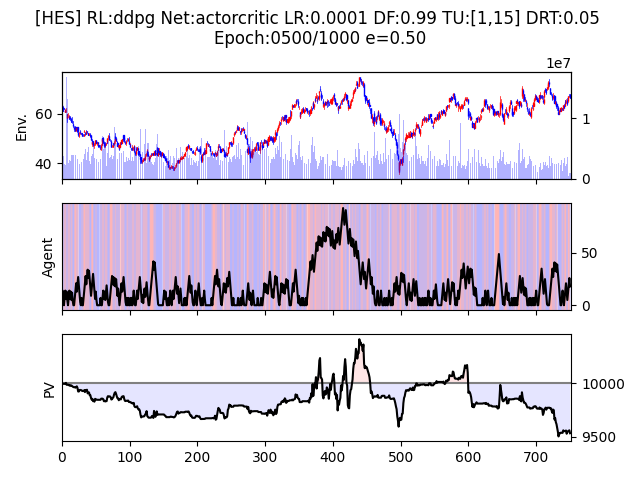 [HES] RL:ddpg Net:actorcritic LR:0.0001 DF:0.99 TU:[1,15] DRT:0.05
Epoch:0500/1000 e=0.50
1e7
Env.
60
40
1
0
Agent
50
0
PV
10000
9500
0 100 200 300 400 500 600 700